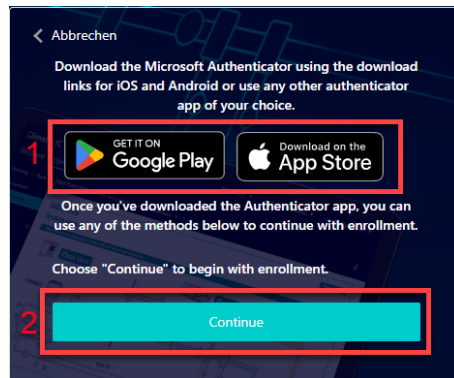 Abbrechen
Download the Microsoft Authenticator using the download
links for iOS and Android or use any other authenticator
app of your choice.
1
GET IT ON
Google Play
Download on the
App Store
Once you've downloaded the Authenticator app, you can
use any of the methods below to continue with enrollment.
Choose "Continue" to begin with enrollment.
2
Continue